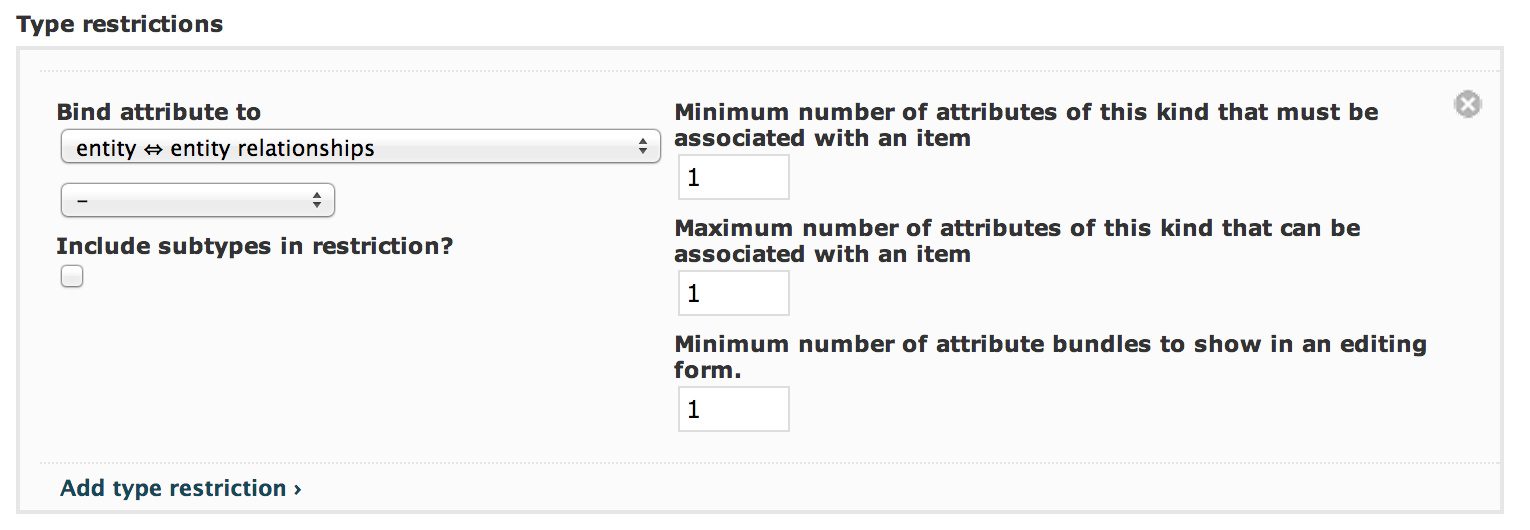 Type restrictions
Bind attribute to
entity ⇔ entity relationships
–
Include subtypes in restriction?
Minimum number of attributes of this kind that must be
associated with an item
1
Maximum number of attributes of this kind that can be
associated with an item
1
Minimum number of attribute bundles to show in an editing
form.
1
Add type restriction ›